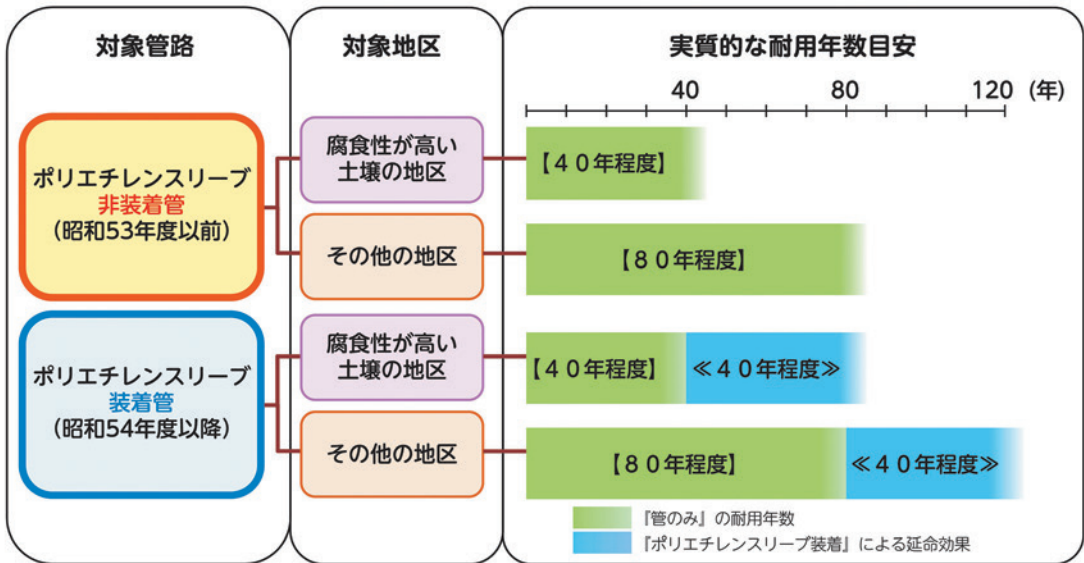 対象管路
対象地区
実質的な耐用年数目安
40 80 120 (年)
ポリエチレンスリーブ
非装着管
(昭和53年度以前)
腐食性が高い
土壌の地区
【40年程度】
その他の地区
【80年程度】
ポリエチレンスリーブ
装着管
(昭和54年度以降)
腐食性が高い
土壌の地区
【40年程度】 ≪40年程度≫
その他の地区
【80年程度】 ≪40年程度≫
『管のみ』の耐用年数
『ポリエチレンスリーブ装着』による延命効果